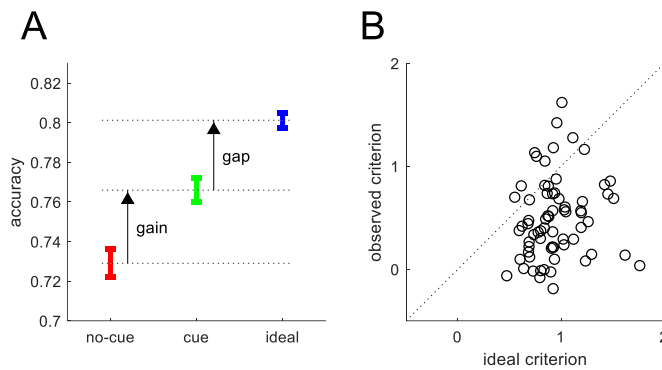 A
0.82
0.8
0.78
0.76
0.74
0.72
0.7
accuracy
gap
gain
no-cue cue ideal
B
2
1
0
observed criterion
0 1 2
ideal criterion